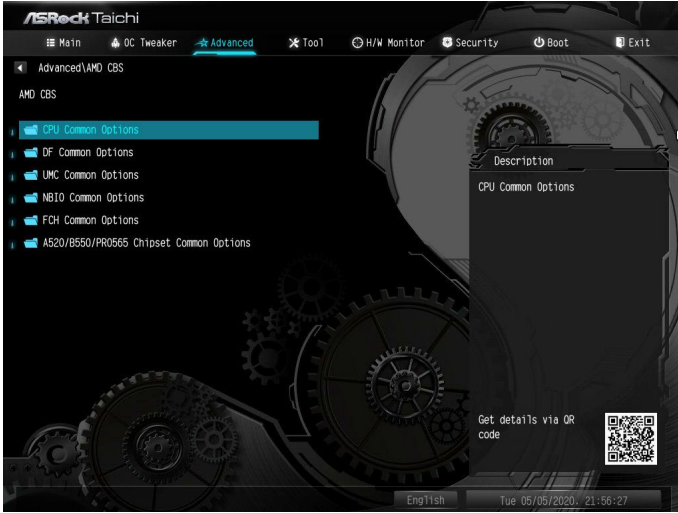 ASRock Taichi
Main OC Tweaker Advanced Tool H/W Monitor Security Boot Exit
Advanced\AMD CBS
AMD CBS
CPU Common Options
DF Common Options
UMC Common Options
NBIO Common Options
FCH Common Options
A520/B550/PRO565 Chipset Common Options
Description
CPU Common Options
Get details via QR
code
English Tue 05/05/2020. 21:56:27